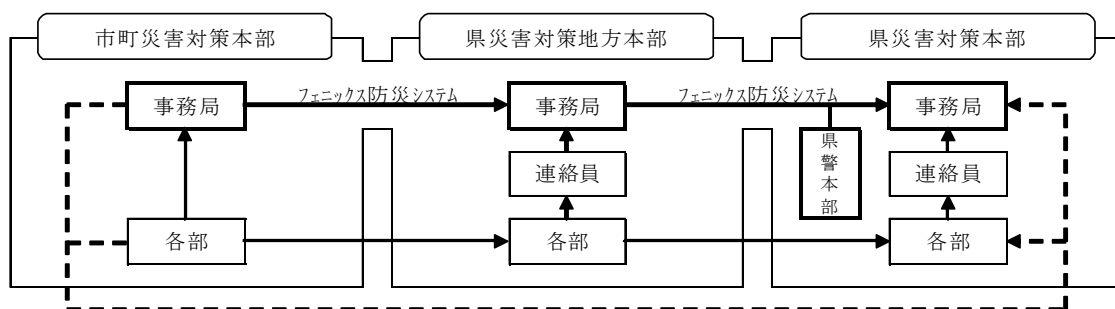 市町災害対策本部
県災害対策地方本部
県災害対策本部
事務局
フェニックス防災システム
事務局
フェニックス防災システム
事務局
連絡員
県警本部
連絡員
各部
各部
各部